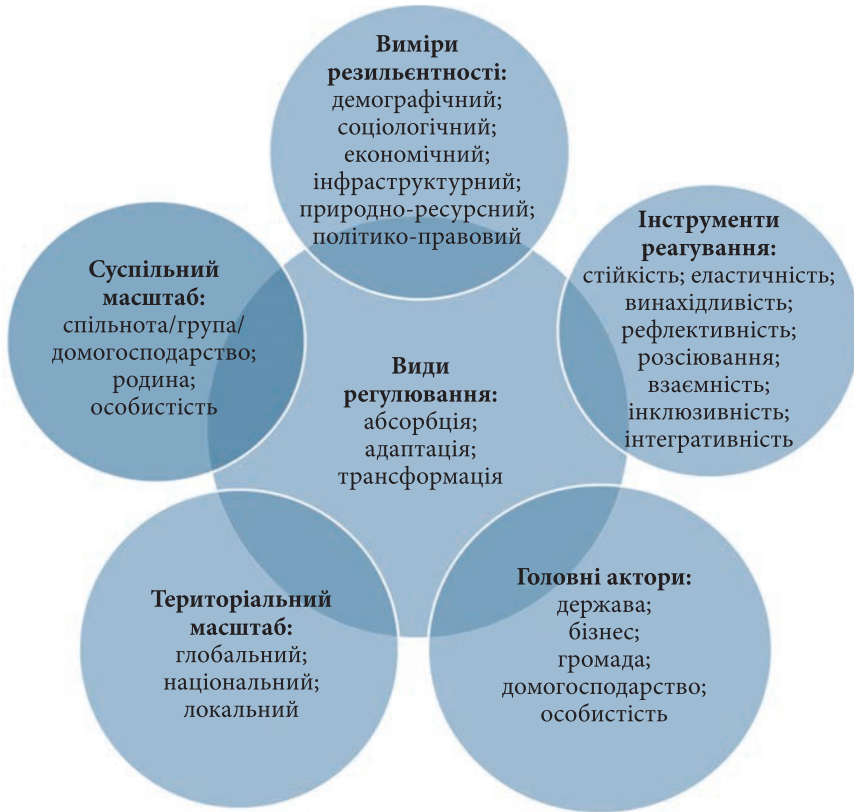 Виміри
резильєнтності:
демографічний;
соціологічний;
економічний;
інфраструктурний;
природно-ресурсний;
політико-правовий
Інструменти
реагування:
стійкість; еластичність;
винахідливість;
рефлективність;
розсіювання;
взаємність;
інклюзивність;
інтегративність
Суспільний
масштаб:
спільнота/група/
домогосподарство;
родина;
особистість
Види
регулювання:
абсорбція;
адаптація;
трансформація
Територіальний
масштаб:
глобальний;
національний;
локальний
Головні актори:
держава;
бізнес;
громада;
домогосподарство;
особистість